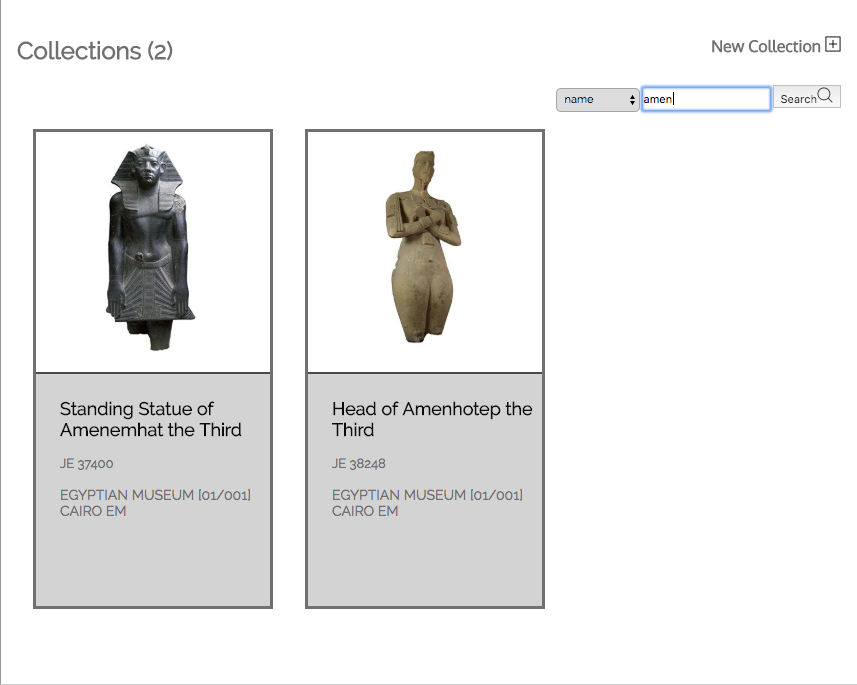 Collections (2)
New Collection
name
amen
Search
Standing Statue of
Amenemhat the Third
JE 37400
EGYPTIAN MUSEUM [01/001]
CAIRO EM
Head of Amenhotep the
Third
JE 38248
EGYPTIAN MUSEUM [01/001]
CAIRO EM